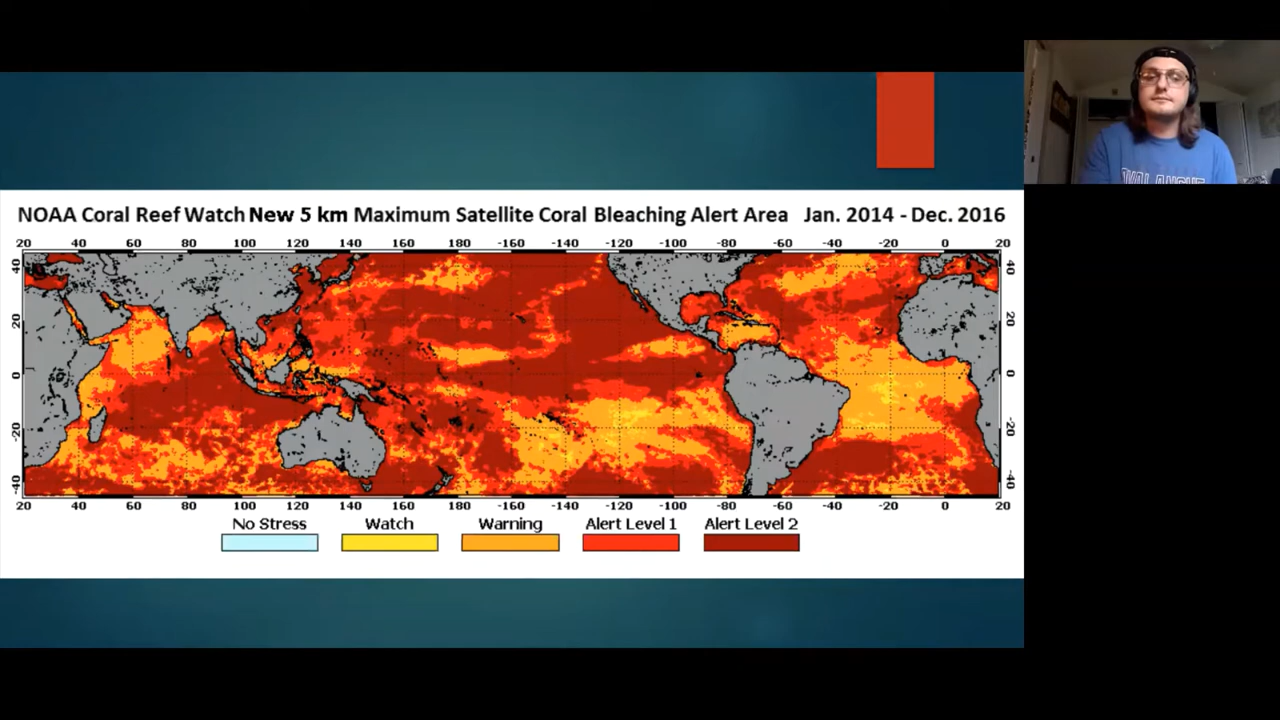 NOAA Coral Reef Watch New 5 km Maximum Satellite Coral Bleaching Alert Area Jan. 2014 - Dec. 2016
20 40 60 80 100 120 140 160 180 -160 -140 -120 -100 -80 -60 -40 -20 0 20
40 40
20 20
0 0
-20 -20
-40 -40
20 40 60 80 100 120 140 160 180 -160 -140 -120 -100 -80 -60 -40 -20 0 20
No Stress Watch Warning Alert Level 1 Alert Level 2
AVALANCHE